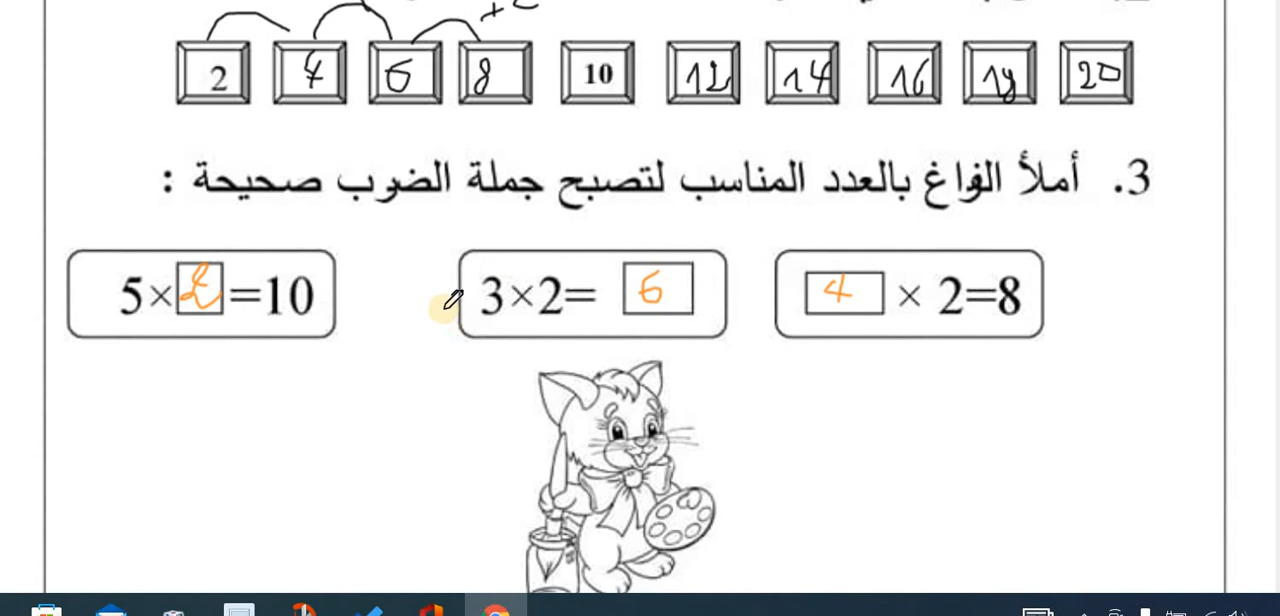 +2
2 4 6 8 10 12 14 16 18 20
3. أملأ الفراغ بالعدد المناسب لتصبح جملة الضرب صحيحة :
5×2=10 3×2= 6 4 × 2=8